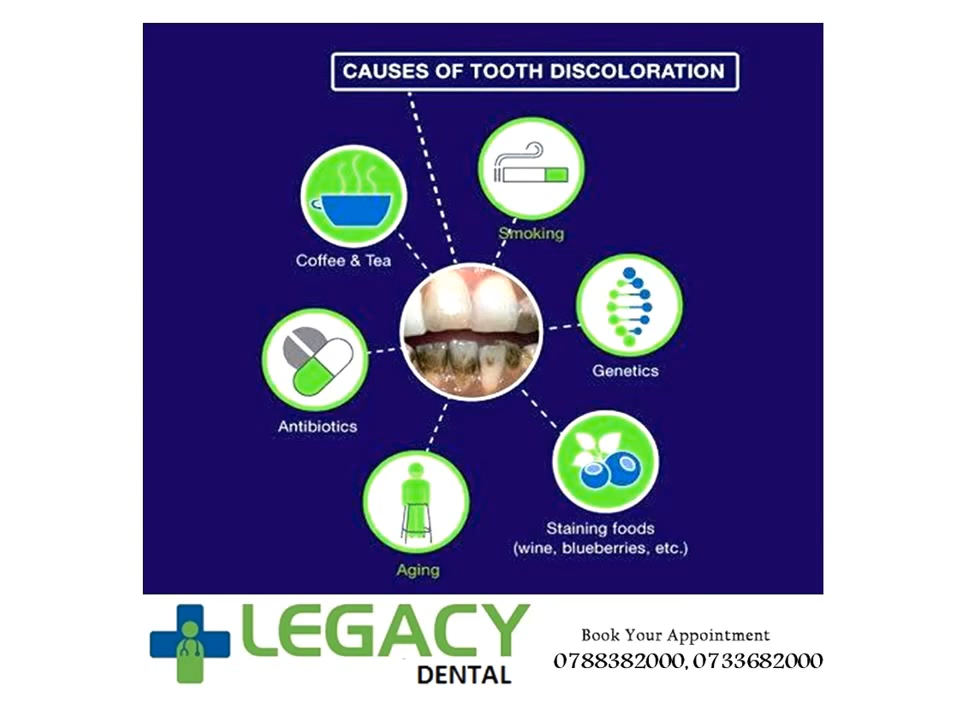 CAUSES OF TOOTH DISCOLORATION
Smoking
Coffee & Tea
Genetics
Antibiotics
Staining foods
(wine, blueberries, etc.)
Aging
LEGACY
DENTAL
Book Your Appointment
0788382000, 0733682000